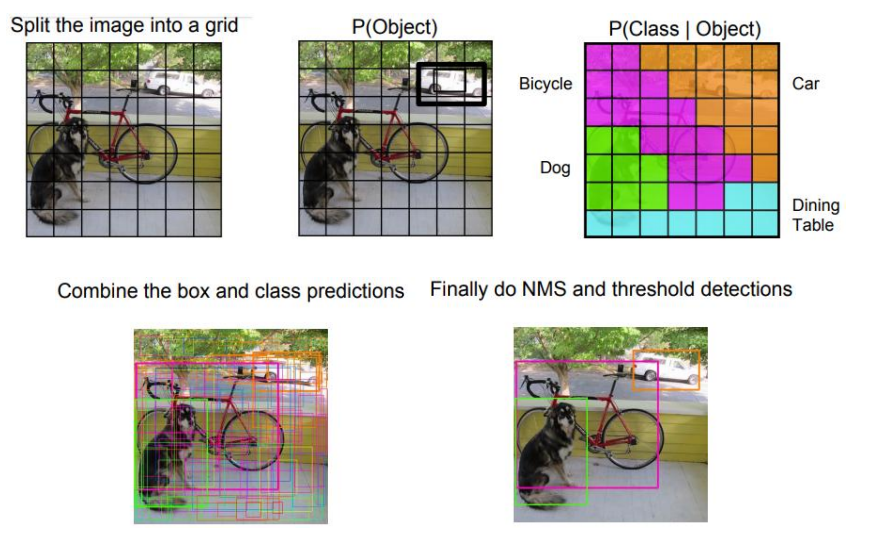 Split the image into a grid
P(Object)
P(Class | Object)
Bicycle
Car
Dog
Dining
Table
Combine the box and class predictions
Finally do NMS and threshold detections